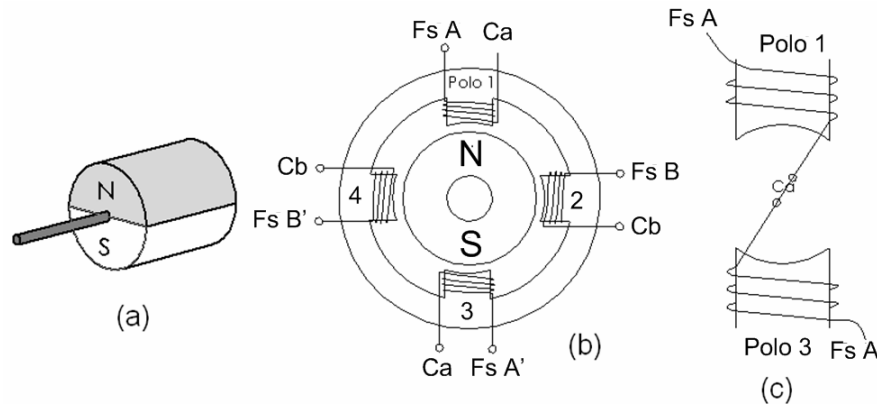 N
S
(a)
Fs A
Ca
Polo 1
Cb
Fs B
N
4
2
Fs B'
Cb
S
3
Ca
Fs A'
(b)
Fs A
Polo 1
Ca
Polo 3
Fs A
(c)